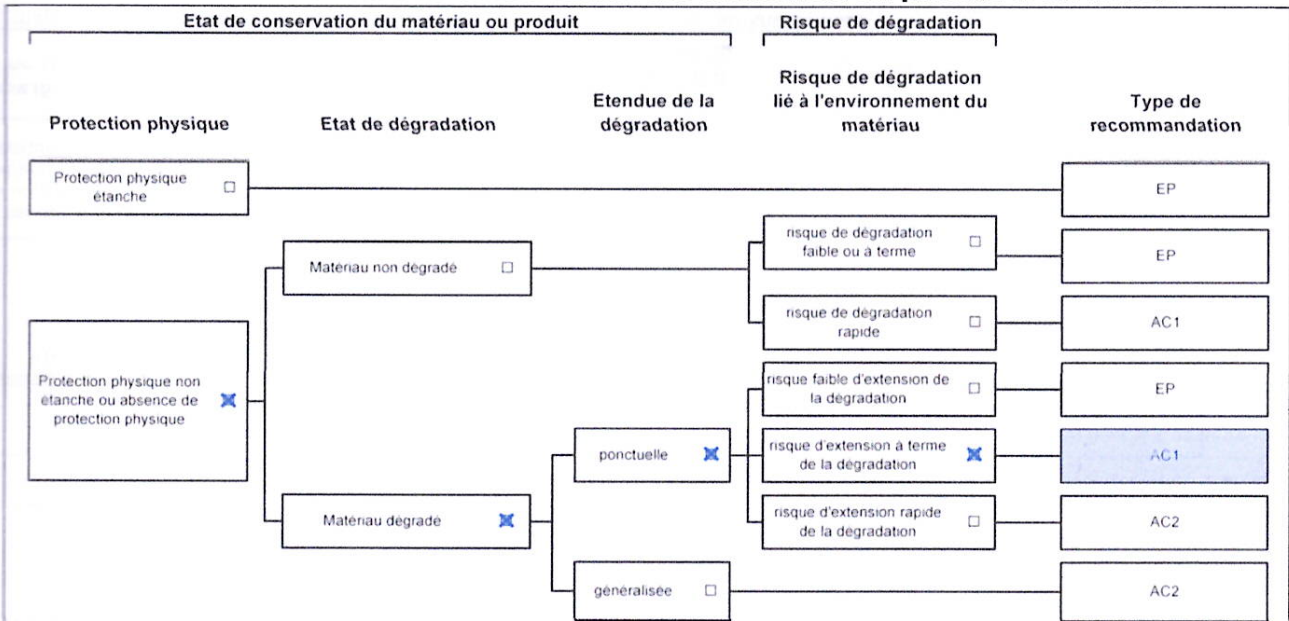 Etat de conservation du matériau ou produit
Risque de dégradation
Protection physique
Etat de dégradation
Etendue de la
dégradation
Risque de dégradation
lié à l'environnement du
matériau
Type de
recommandation
Protection physique
étanche
EP
Matériau non dégradé
risque de dégradation
faible ou à terme
EP
risque de dégradation
rapide
AC1
Protection physique non
étanche ou absence de
protection physique
risque faible d'extension de
la dégradation
EP
ponctuelle
risque d'extension à terme
de la dégradation
AC1
Matériau dégradé
risque d'extension rapide
de la dégradation
AC2
généralisée
AC2